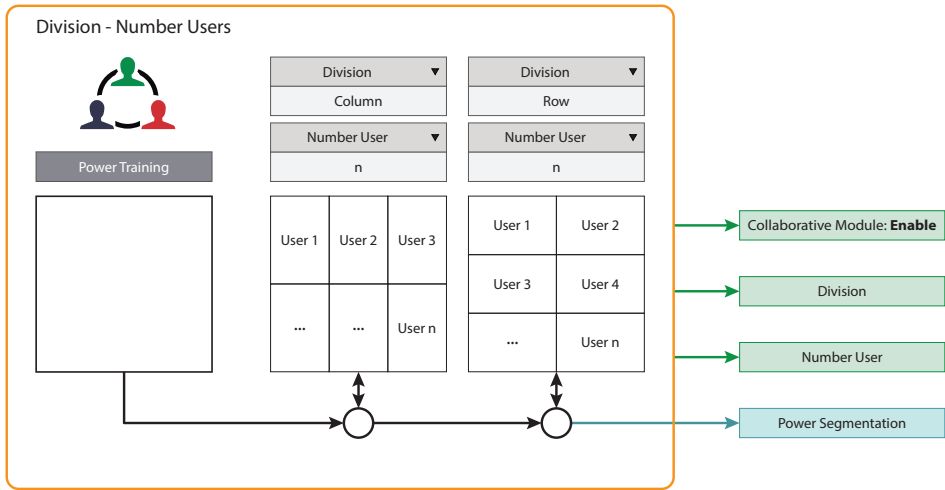 Division - Number Users
Division
Column
Number User
n
Division
Row
Number User
n
Power Training
User 1
User 2
User 3
...
...
User n
User 1
User 2
User 3
User 4
...
User n
Collaborative Module: Enable
Division
Number User
Power Segmentation